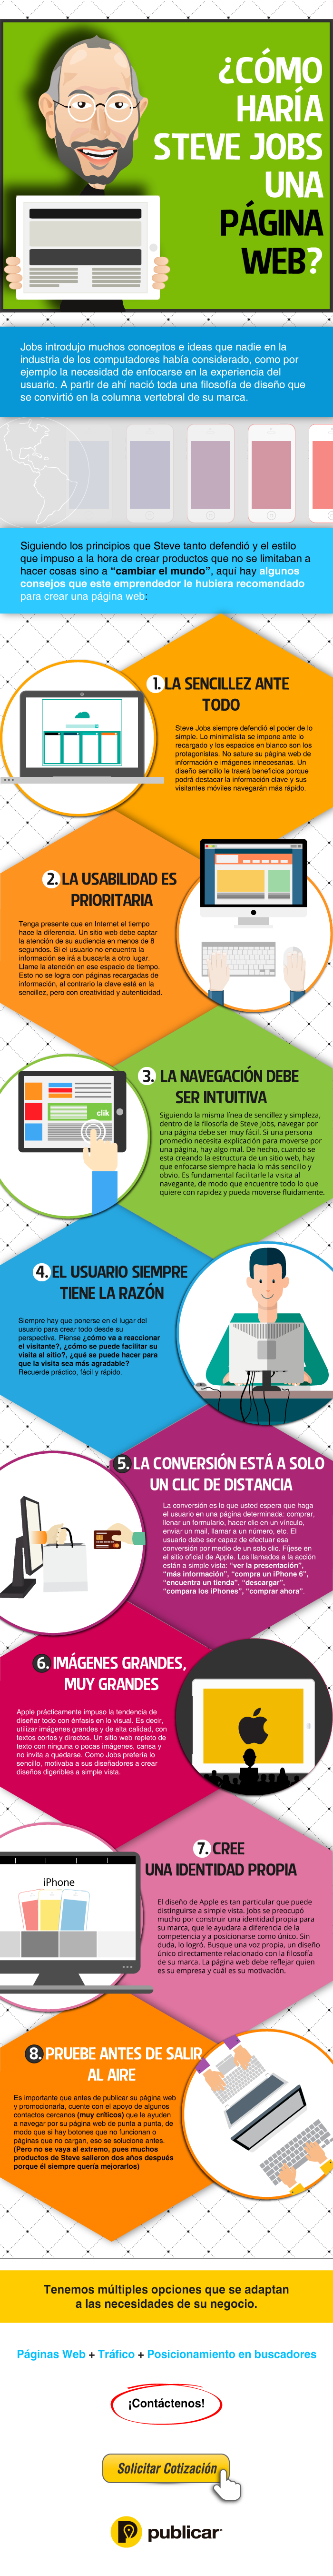 ¿CÓMO
HARÍA
STEVE JOBS
UNA
PÁGINA
WEB?
Jobs introdujo muchos conceptos e ideas que nadie en la
industria de los computadores había considerado, como por
ejemplo la necesidad de enfocarse en la experiencia del
usuario. A partir de ahí nació toda una filosofía de diseño que
se convirtió en la columna vertebral de su marca.
Siguiendo los principios que Steve tanto defendió y el estilo
que impuso a la hora de crear productos que no se limitaban a
hacer cosas sino a “cambiar el mundo”, aquí hay algunos
consejos que este emprendedor le hubiera recomendado
para crear una página web:
1. LA SENCILLEZ ANTE
TODO
Steve Jobs siempre defendió el poder de lo
simple. Lo minimalista se impone ante lo
recargado y los espacios en blanco son los
protagonistas. No sature su página web de
información e imágenes innecesarias. Un
diseño sencillo le traerá beneficios porque
podrá destacar la información clave y sus
visitantes móviles navegarán más rápido.
2. LA USABILIDAD ES
PRIORITARIA
Tenga presente que en Internet el tiempo
hace la diferencia. Un sitio web debe captar
la atención de su audiencia en menos de 8
segundos. Si el usuario no encuentra la
información se irá a buscarla a otro lugar.
Llame la atención en ese espacio de tiempo.
Esto no se logra con páginas recargadas de
información, al contrario la clave está en la
sencillez, pero con creatividad y autenticidad.
clik
3. LA NAVEGACIÓN DEBE
SER INTUITIVA
Siguiendo la misma línea de sencillez y simpleza,
dentro de la filosofía de Steve Jobs, navegar por
una página debe ser muy fácil. Si una persona
promedio necesita explicación para moverse por
una página, hay algo mal. De hecho, cuando se
esta creando la estructura de un sitio web, hay
que enfocarse siempre hacia lo más sencillo y
obvio. Es fundamental facilitarle la visita al
navegante, de modo que encuentre todo lo que
quiere con rapidez y pueda moverse fluidamente.
4. EL USUARIO SIEMPRE
TIENE LA RAZÓN
Siempre hay que ponerse en el lugar del
usuario para crear todo desde su
perspectiva. Piense ¿cómo va a reaccionar
el visitante?, ¿cómo se puede facilitar su
visita al sitio?, ¿qué se puede hacer para
que la visita sea más agradable?
Recuerde práctico, fácil y rápido.
5. LA CONVERSIÓN ESTÁ A SOLO
UN CLIC DE DISTANCIA
La conversión es lo que usted espera que haga
el usuario en una página determinada: comprar,
llenar un formulario, hacer clic en un vínculo,
enviar un mail, llamar a un número, etc. El
usuario debe ser capaz de efectuar esa
conversión por medio de un solo clic. Fíjese en
el sitio oficial de Apple. Los llamados a la acción
están a simple vista: “ver la presentación”,
“más información”, “compra un iPhone 6”,
“encuentra un tienda”, “descargar”,
“compara los iPhones”, “comprar ahora”.
6. IMÁGENES GRANDES,
MUY GRANDES
Apple prácticamente impuso la tendencia de
diseñar todo con énfasis en lo visual. Es decir,
utilizar imágenes grandes y de alta calidad, con
textos cortos y directos. Un sitio web repleto de
texto con ninguna o pocas imágenes, cansa y
no invita a quedarse. Como Jobs prefería lo
sencillo, motivaba a sus diseñadores a crear
diseños digeribles a simple vista.
iPhone
7. CREE
UNA IDENTIDAD PROPIA
El diseño de Apple es tan particular que puede
distinguirse a simple vista. Jobs se preocupó
mucho por construir una identidad propia para
su marca, que le ayudara a diferencia de la
competencia y a posicionarse como único. Sin
duda, lo logró. Busque una voz propia, un diseño
único directamente relacionado con la filosofía
de su marca. La página web debe reflejar quien
es su empresa y cuál es su motivación.
8. PRUEBE ANTES DE SALIR
AL AIRE
Es importante que antes de publicar su página web
y promocionarla, cuente con el apoyo de algunos
contactos cercanos (muy críticos) que le ayuden
a navegar por su página web de punta a punta, de
modo que si hay botones que no funcionan o
páginas que no cargan, eso se solucione antes.
(Pero no se vaya al extremo, pues muchos
productos de Steve salieron dos años después
porque él siempre quería mejorarlos)
Tenemos múltiples opciones que se adaptan
a las necesidades de su negocio.
Páginas Web + Tráfico + Posicionamiento en buscadores
¡Contáctenos!
Solicitar Cotización
publicar